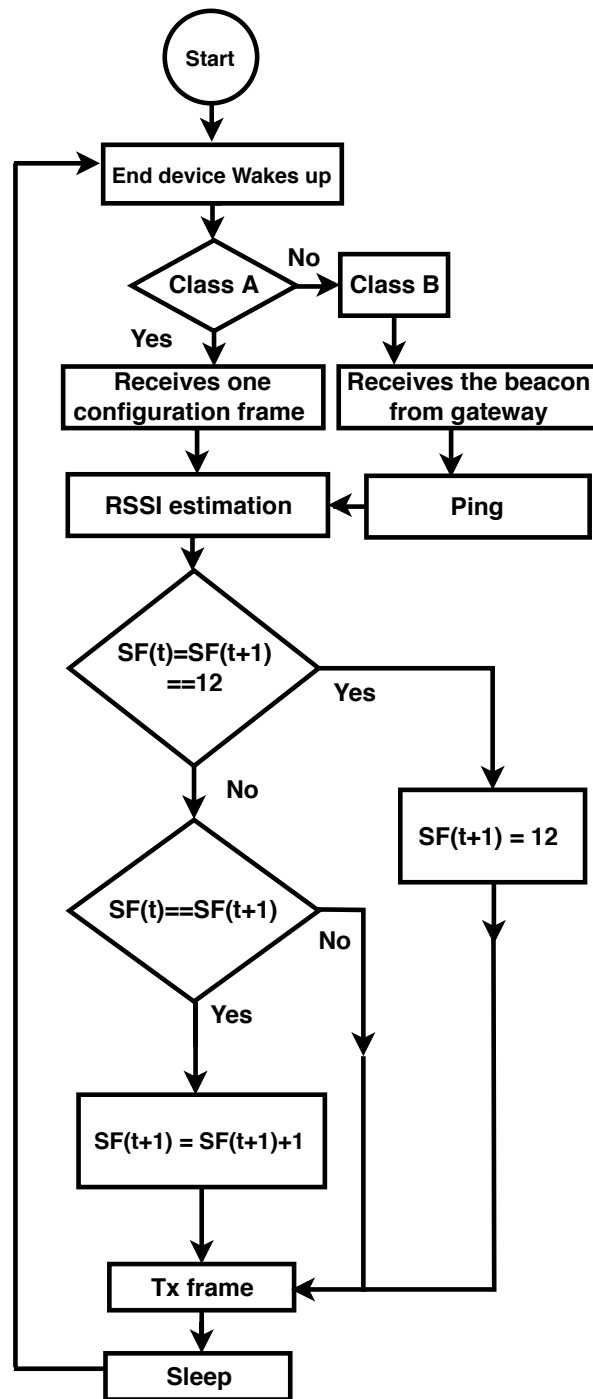 Start
End device Wakes up
Class A
No
Class B
Yes
Receives one
configuration frame
Receives the beacon
from gateway
RSSI estimation
Ping
SF(t)=SF(t+1)
==12
Yes
No
SF(t+1) = 12
SF(t)==SF(t+1)
No
Yes
SF(t+1) = SF(t+1)+1
Tx frame
Sleep